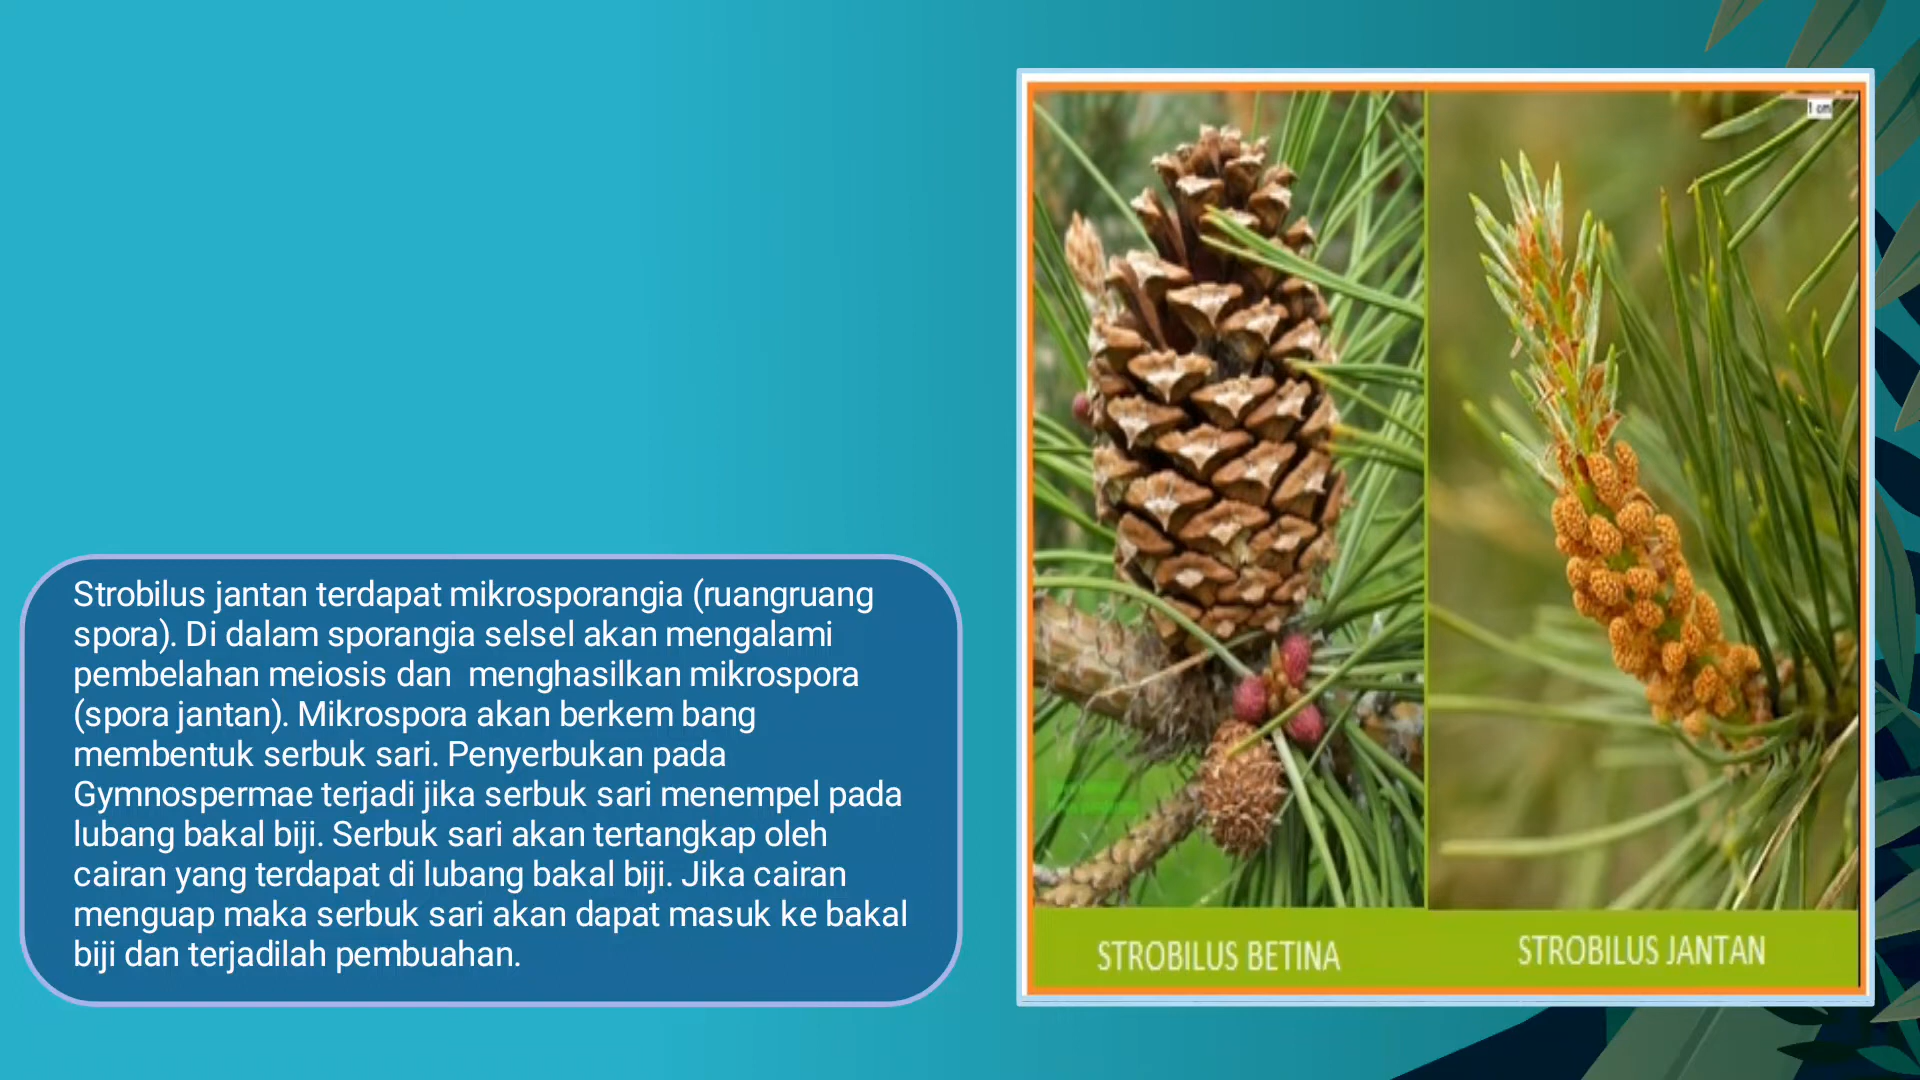 1 cm
Strobilus jantan terdapat mikrosporangia (ruangruang
spora). Di dalam sporangia selsel akan mengalami
pembelahan meiosis dan  menghasilkan mikrospora
(spora jantan). Mikrospora akan berkem bang
membentuk serbuk sari. Penyerbukan pada
Gymnospermae terjadi jika serbuk sari menempel pada
lubang bakal biji. Serbuk sari akan tertangkap oleh
cairan yang terdapat di lubang bakal biji. Jika cairan
menguap maka serbuk sari akan dapat masuk ke bakal
biji dan terjadilah pembuahan.
STROBILUS BETINA
STROBILUS JANTAN